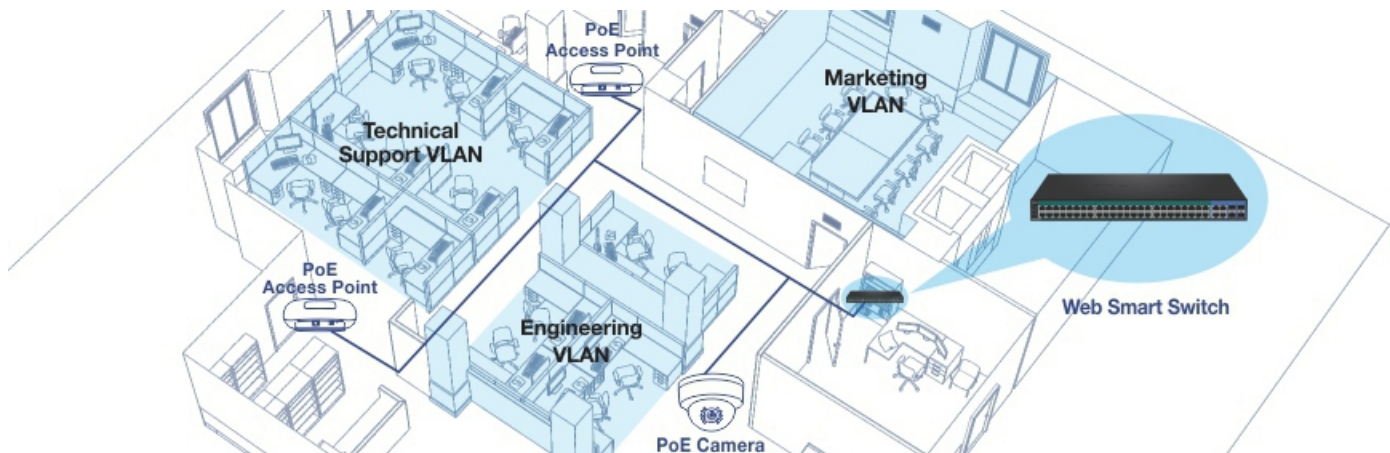 PoE
Access Point
Marketing
VLAN
Technical
Support VLAN
PoE
Access Point
Web Smart Switch
Engineering
VLAN
PoE Camera